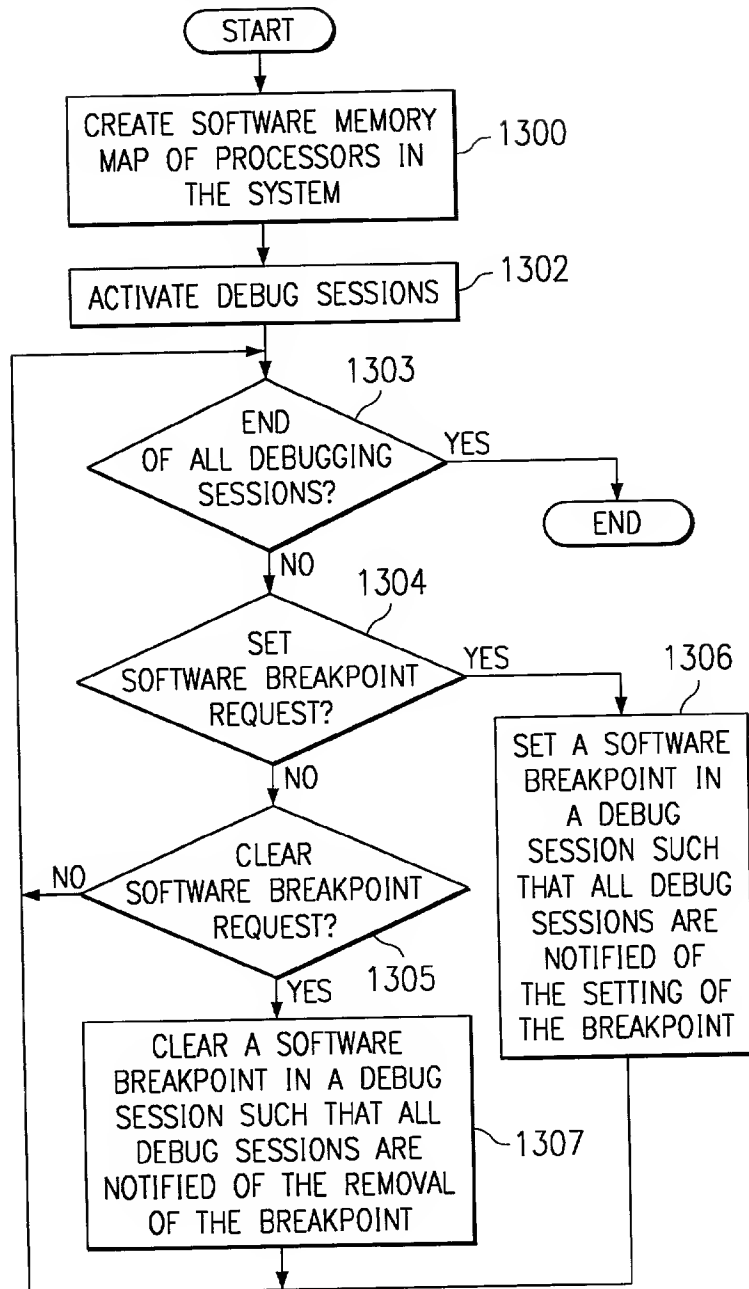 START
CREATE SOFTWARE MEMORY
MAP OF PROCESSORS IN
THE SYSTEM
1300
ACTIVATE DEBUG SESSIONS
1302
1303
END
OF ALL DEBUGGING
SESSIONS?
YES
END
NO
1304
SET
SOFTWARE BREAKPOINT
REQUEST?
YES
1306
SET A SOFTWARE
BREAKPOINT IN
A DEBUG
SESSION SUCH
THAT ALL DEBUG
SESSIONS ARE
NOTIFIED OF
THE SETTING OF
THE BREAKPOINT
NO
CLEAR
SOFTWARE BREAKPOINT
REQUEST?
NO
1305
YES
CLEAR A SOFTWARE
BREAKPOINT IN A DEBUG
SESSION SUCH THAT ALL
DEBUG SESSIONS ARE
NOTIFIED OF THE REMOVAL
OF THE BREAKPOINT
1307